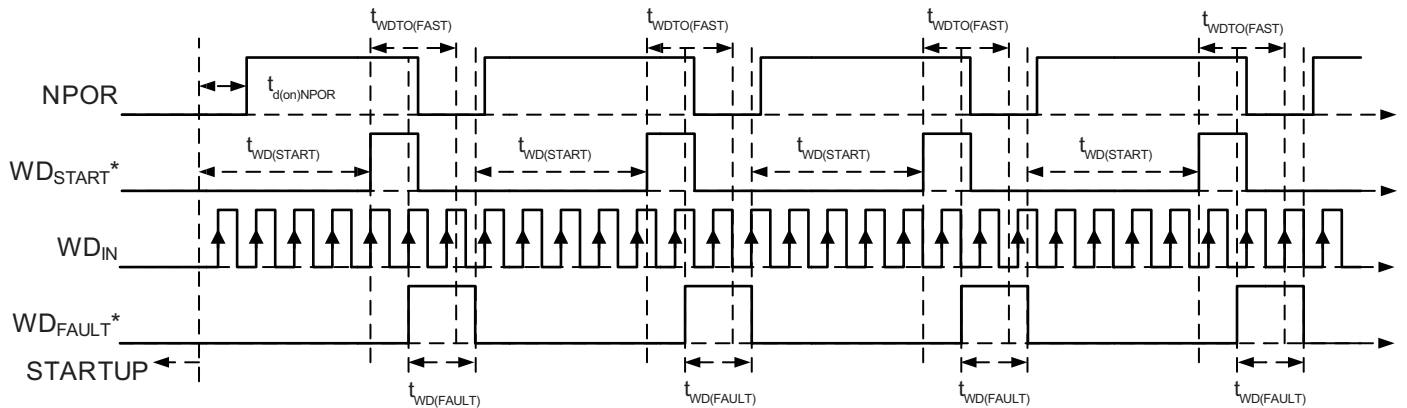 tWDTO(FAST) tWDTO(FAST) tWDTO(FAST) tWDTO(FAST)
NPOR
td(on)NPOR
WDSTART*
tWD(START) tWD(START) tWD(START) tWD(START)
WDIN
WDFAULT*
STARTUP
tWD(FAULT) tWD(FAULT) tWD(FAULT) tWD(FAULT)